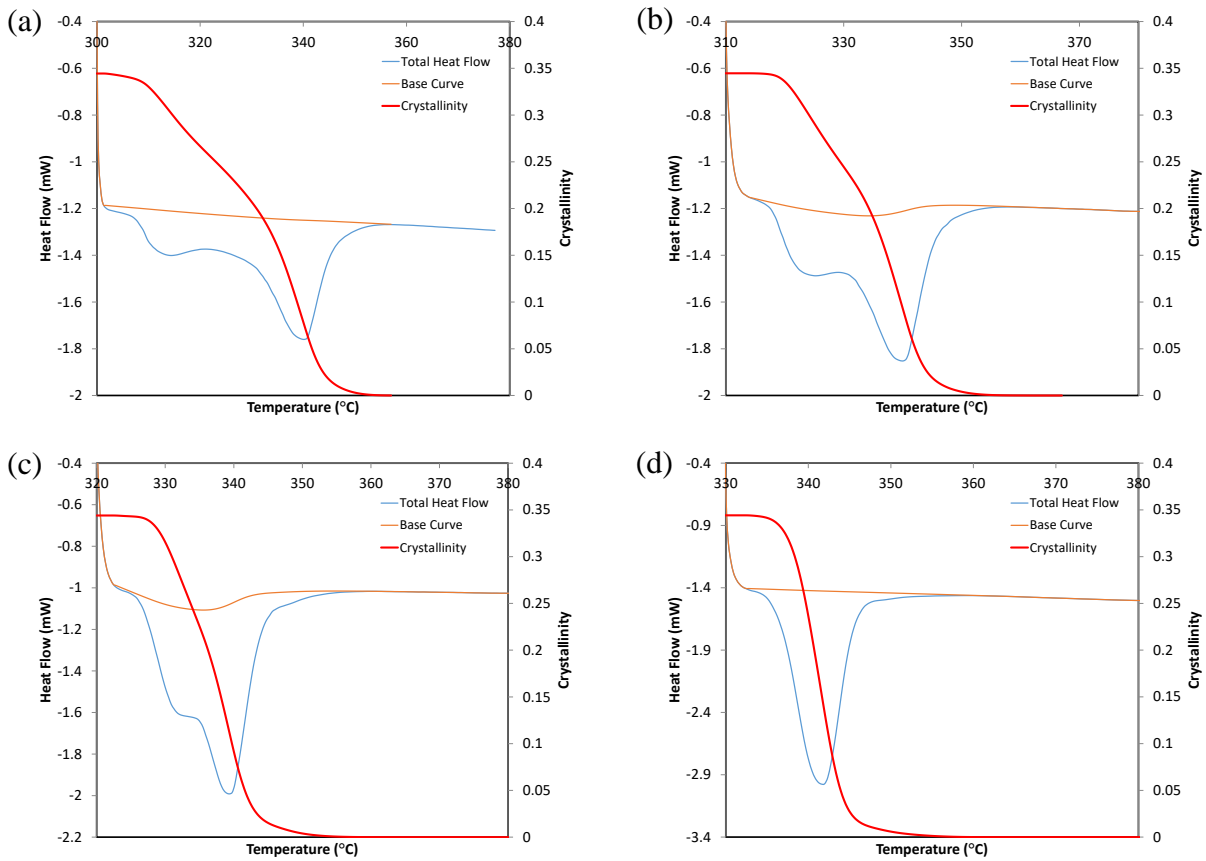 (a)
-0.4
-0.6
-0.8
-1
-1.2
-1.4
-1.6
-1.8
-2
300 320 340 360 380
0.4
0.35
0.3
0.25
0.2
0.15
0.1
0.05
0
Heat Flow (mW)
Crystallinity
Temperature (°C)
Total Heat Flow
Base Curve
Crystallinity
(b)
-0.4
-0.6
-0.8
-1
-1.2
-1.4
-1.6
-1.8
-2
310 330 350 370
0.4
0.35
0.3
0.25
0.2
0.15
0.1
0.05
0
Heat Flow (mW)
Crystallinity
Temperature (°C)
Total Heat Flow
Base Curve
Crystallinity
(c)
-0.4
-0.6
-0.8
-1
-1.2
-1.4
-1.6
-1.8
-2
-2.2
320 330 340 350 360 370 380
0.4
0.35
0.3
0.25
0.2
0.15
0.1
0.05
0
Heat Flow (mW)
Crystallinity
Temperature (°C)
Total Heat Flow
Base Curve
Crystallinity
(d)
-0.4
-0.9
-1.4
-1.9
-2.4
-2.9
-3.4
330 340 350 360 370 380
0.4
0.35
0.3
0.25
0.2
0.15
0.1
0.05
0
Heat Flow (mW)
Crystallinity
Temperature (°C)
Total Heat Flow
Base Curve
Crystallinity